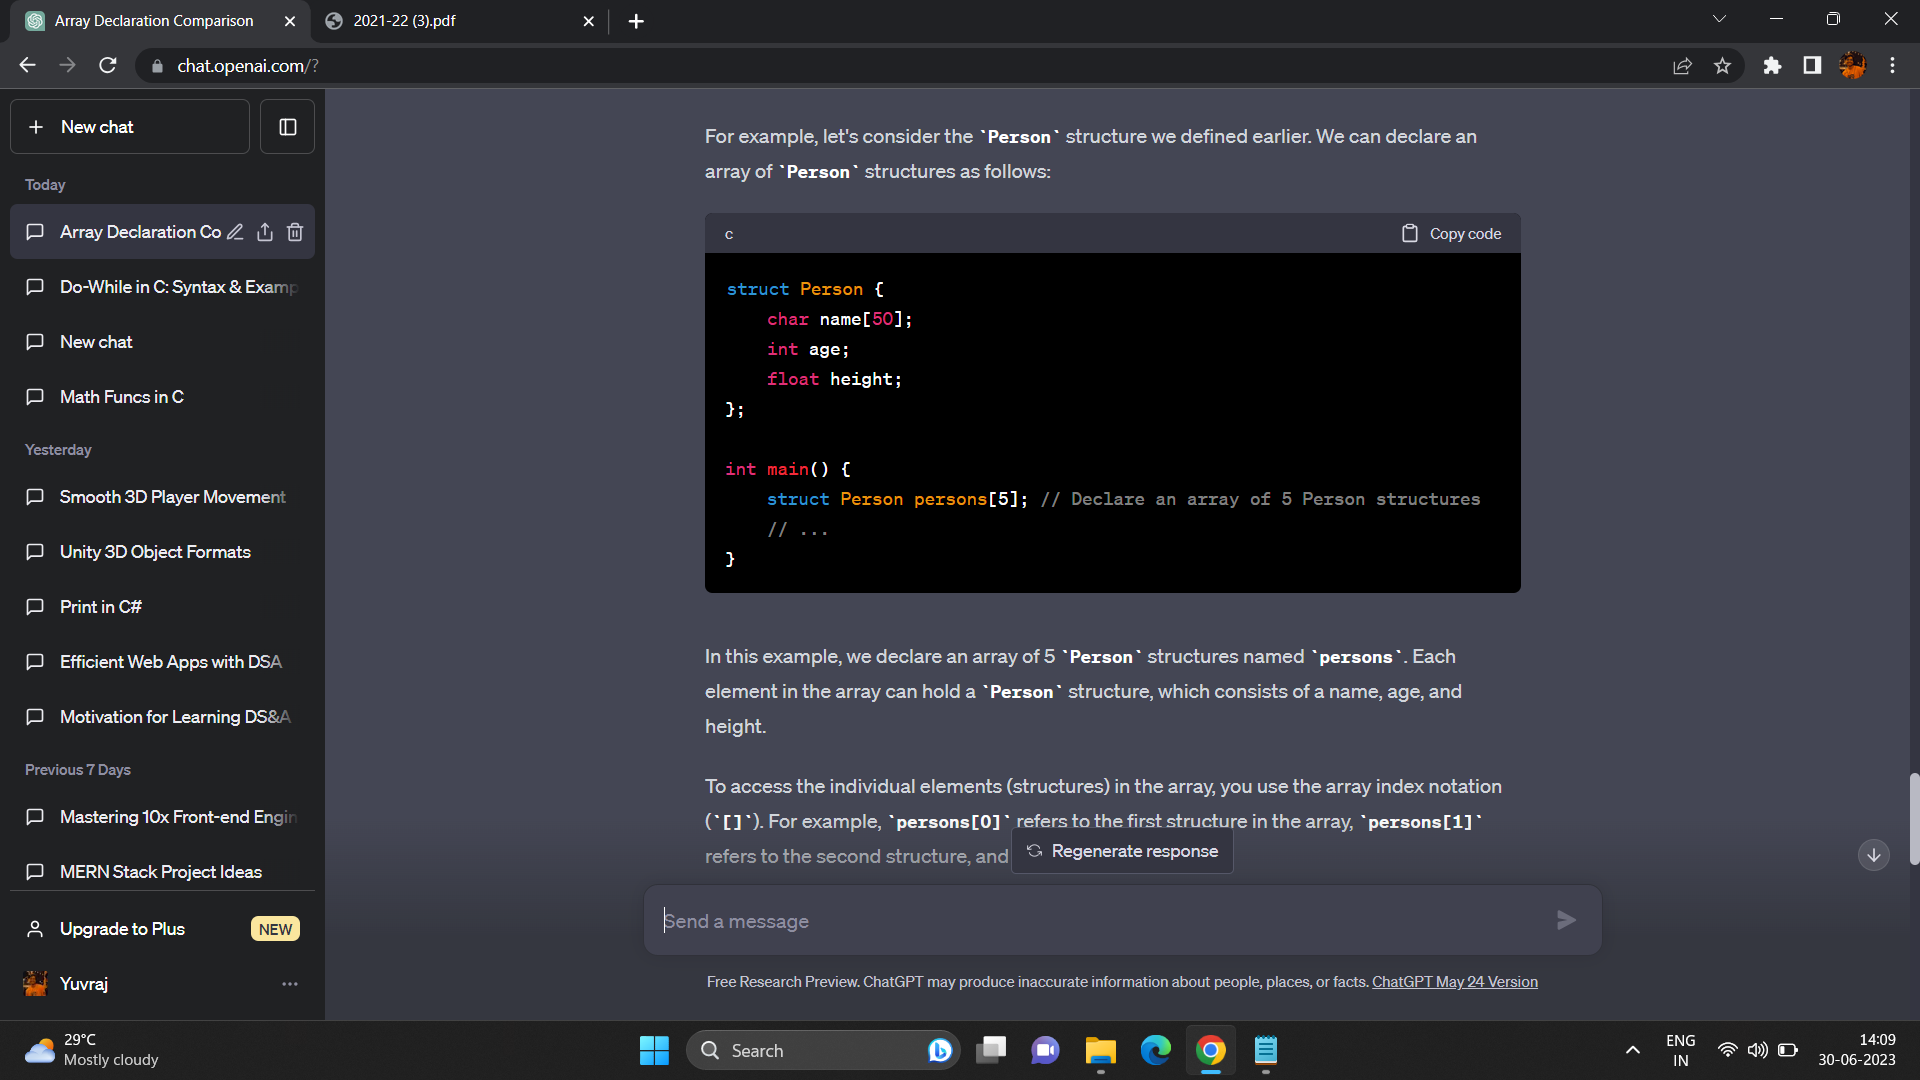 Array Declaration Comparison
2021-22 (3).pdf
chat.openai.com/?
New chat
Today
Array Declaration Co
Do-While in C: Syntax & Examp
New chat
Math Funcs in C
Yesterday
Smooth 3D Player Movement
Unity 3D Object Formats
Print in C#
Efficient Web Apps with DSA
Motivation for Learning DS&A
Previous 7 Days
Mastering 10x Front-end Engin
MERN Stack Project Ideas
Upgrade to Plus NEW
Yuvraj
For example, let's consider the `Person` structure we defined earlier. We can declare an
array of `Person` structures as follows:
c Copy code
struct Person {
    char name[50];
    int age;
    float height;
};
int main() {
    struct Person persons[5]; // Declare an array of 5 Person structures
    // ...
}
In this example, we declare an array of 5 `Person` structures named `persons`. Each
element in the array can hold a `Person` structure, which consists of a name, age, and
height.
To access the individual elements (structures) in the array, you use the array index notation
(`[]`). For example, `persons[0]` refers to the first structure in the array, `persons[1]`
refers to the second structure, and
Regenerate response
Send a message
Free Research Preview. ChatGPT may produce inaccurate information about people, places, or facts. ChatGPT May 24 Version
29°C
Mostly cloudy
Search
ENG
IN
14:09
30-06-2023